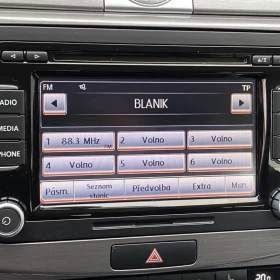 FM TP
BLANIK
RADIO
MEDIA
PHONE
1 88.3 MHz FM 2 Volno 3 Volno
4 Volno 5 Volno 6 Volno
Pásm. Seznam stanic Předvolba Extra Man.